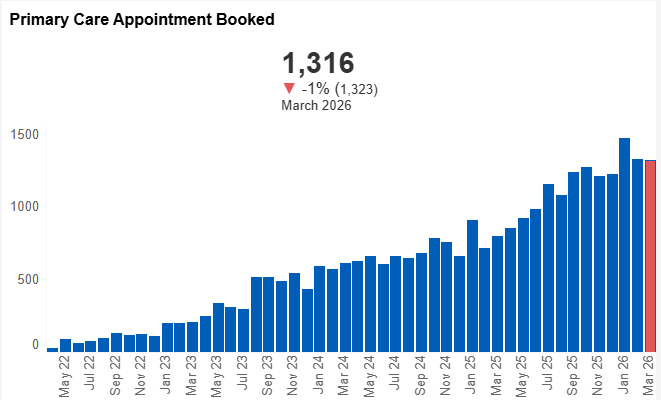 Primary Care Appointment Booked
1,316
▼ -1% (1,323)
March 2026
1500
1000
500
0
May 22
Jul 22
Sep 22
Nov 22
Jan 23
Mar 23
May 23
Jul 23
Sep 23
Nov 23
Jan 24
Mar 24
May 24
Jul 24
Sep 24
Nov 24
Jan 25
Mar 25
May 25
Jul 25
Sep 25
Nov 25
Jan 26
Mar 26